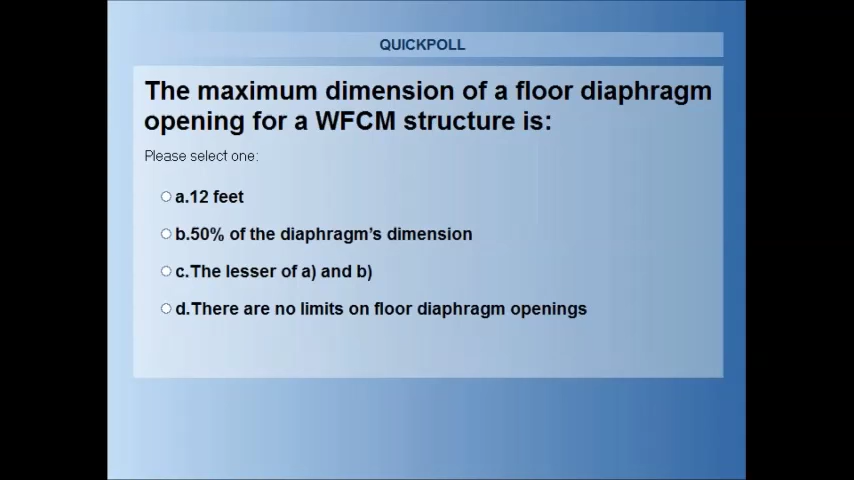 QUICKPOLL
The maximum dimension of a floor diaphragm
opening for a WFCM structure is:
Please select one:
a.12 feet
b.50% of the diaphragm’s dimension
c.The lesser of a) and b)
d.There are no limits on floor diaphragm openings